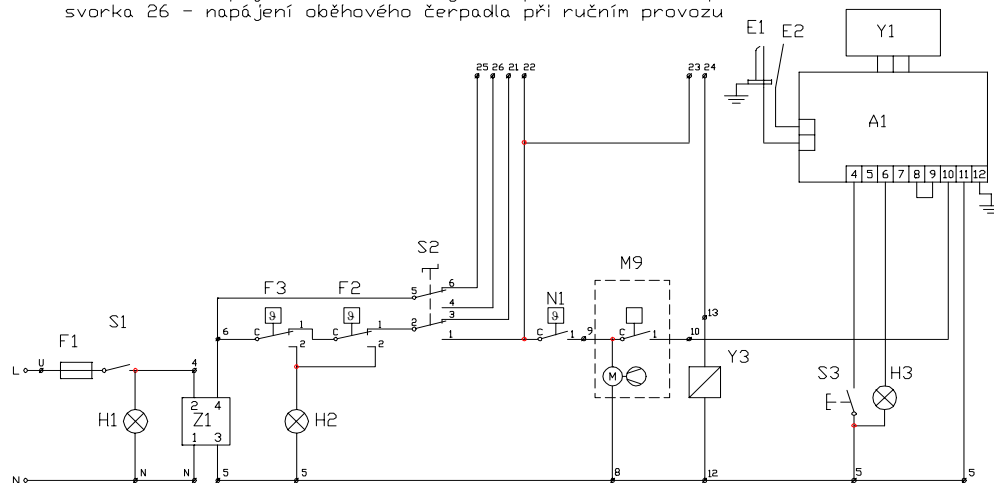 svorka 26 - napájení oběhového čerpadla při ručním provozu
E1 E2 Y1
25 26 21 22 23 24
A1
4 5 6 7 8 9 10 11 12
S2
M9
F3 F2 5 6
4
N1
3
S1 6 C 1 C 1 2 13
F1 2 2 1 C 1 9 C 1 10
L U 4 Y3 S3 H3
M
2 4
H1 Z1 H2
1 3
N N N 5 5 8 12 5 5